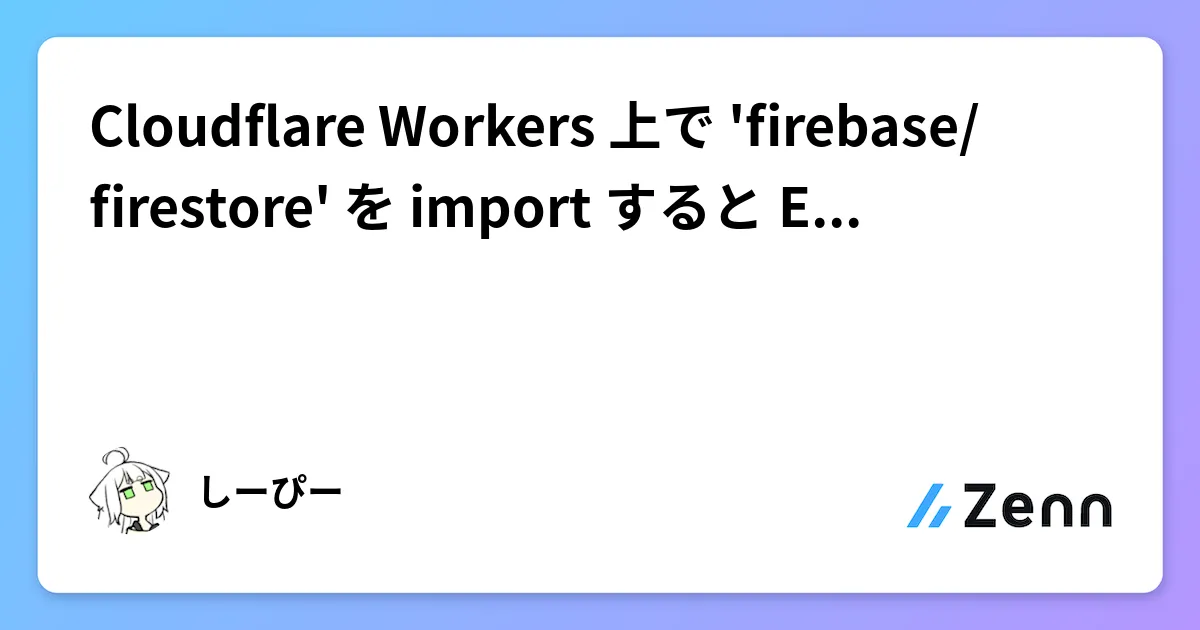 Cloudflare Workers 上で 'firebase/
firestore' を import すると E...
しーぴー
Zenn